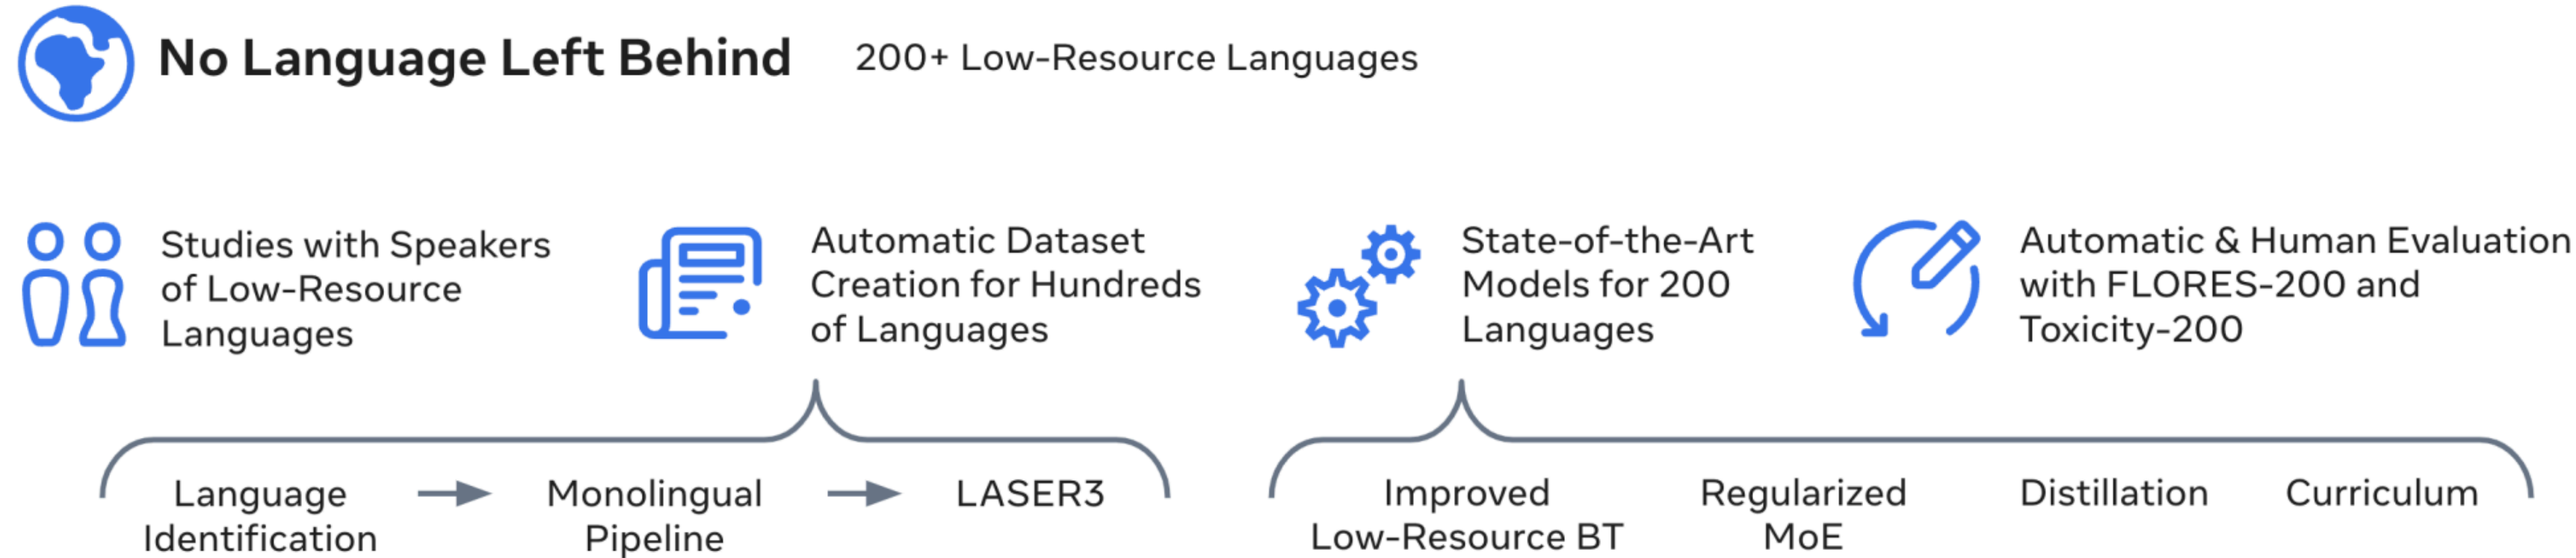 No Language Left Behind
200+ Low-Resource Languages
Studies with Speakers
of Low-Resource
Languages
Automatic Dataset
Creation for Hundreds
of Languages
State-of-the-Art
Models for 200
Languages
Automatic & Human Evaluation
with FLORES-200 and
Toxicity-200
Language
Identification
Monolingual
Pipeline
LASER3
Improved
Low-Resource BT
Regularized
MoE
Distillation
Curriculum